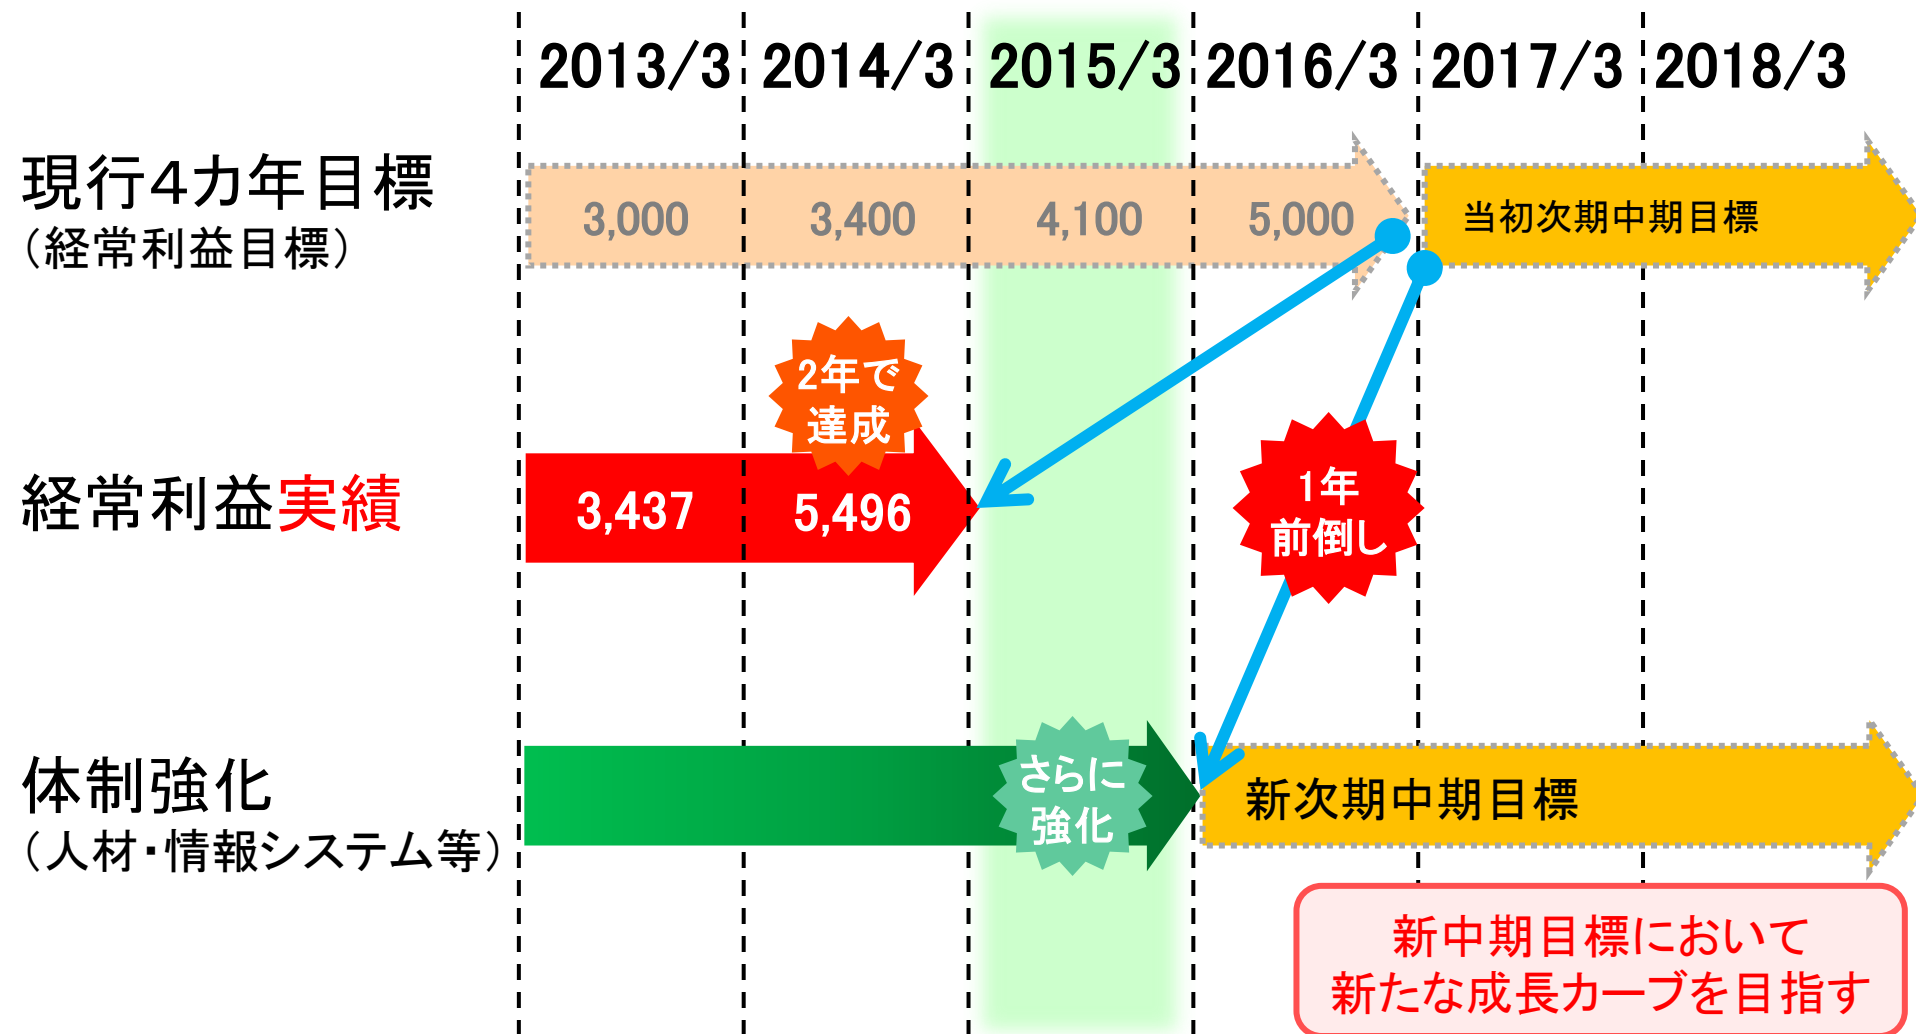 2013/3 2014/3 2015/3 2016/3 2017/3 2018/3
現行4カ年目標
（経常利益目標）
3,000 3,400 4,100 5,000 当初次期中期目標
2年で
達成
経常利益実績
3,437 5,496
1年
前倒し
体制強化
（人材・情報システム等）
さらに
強化
新次期中期目標
新中期目標において
新たな成長カーブを目指す